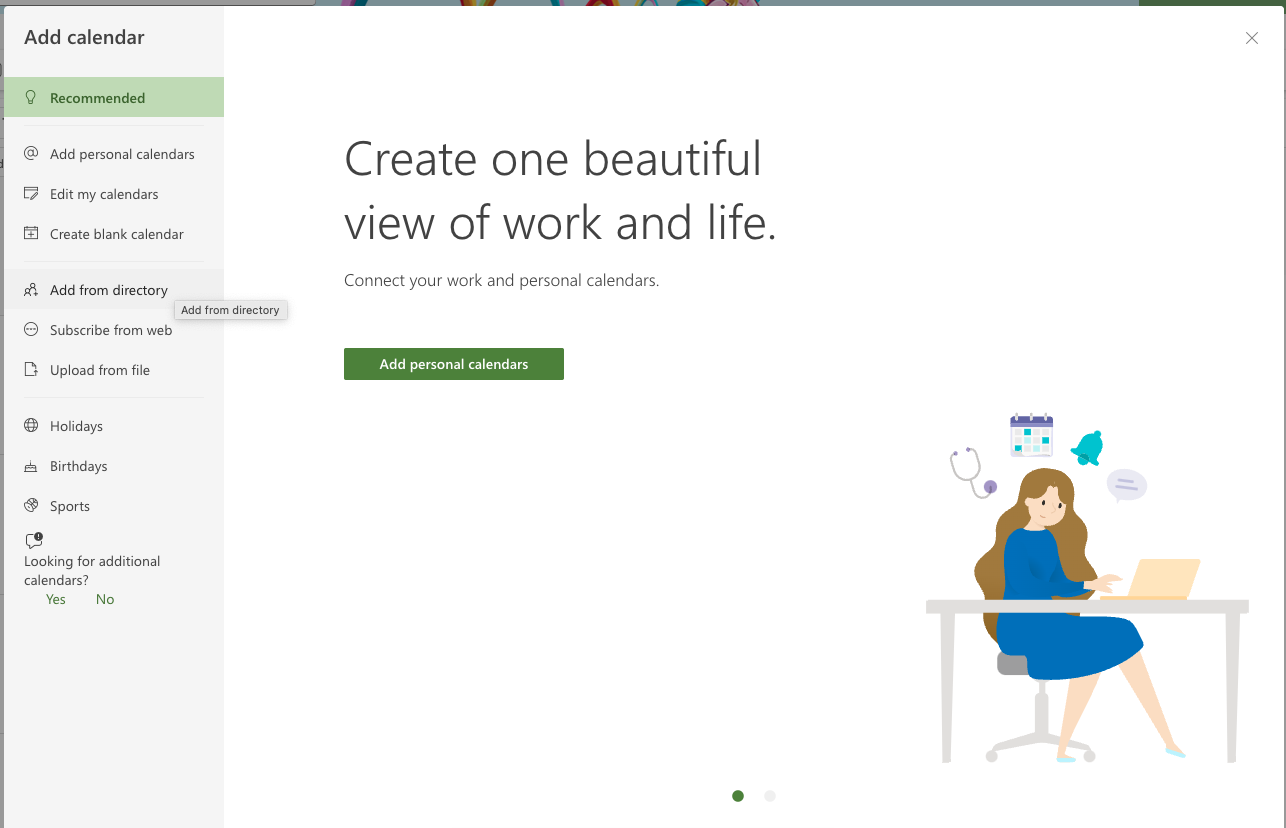 Add calendar
Recommended
Add personal calendars
Edit my calendars
Create blank calendar
Add from directory
Add from directory
Subscribe from web
Upload from file
Holidays
Birthdays
Sports
Looking for additional
calendars?
Yes No
Create one beautiful
view of work and life.
Connect your work and personal calendars.
Add personal calendars